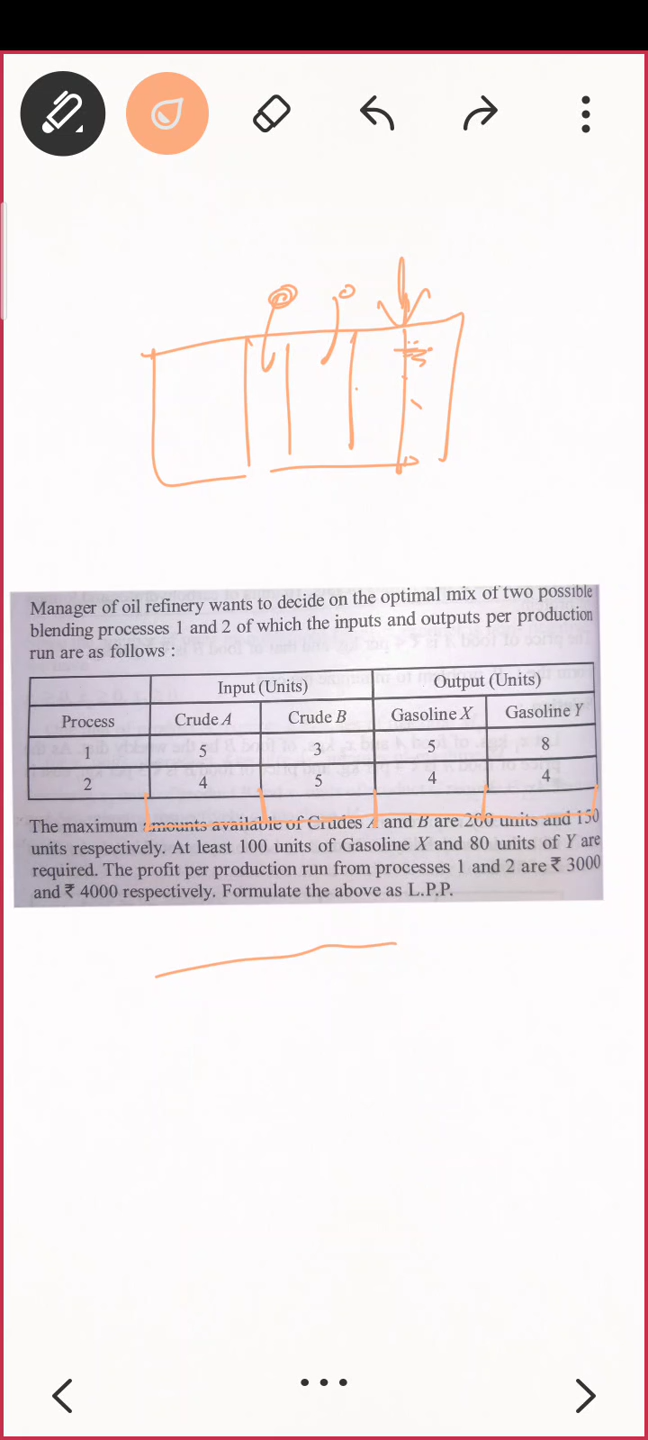 Manager of oil refinery wants to decide on the optimal mix of two possible
blending processes 1 and 2 of which the inputs and outputs per production
run are as follows :
Input (Units) Output (Units)
Process Crude A Crude B Gasoline X Gasoline Y
1 5 3 5 8
2 4 5 4 4
The maximum amounts available of Crudes A and B are 200 units and 150
units respectively. At least 100 units of Gasoline X and 80 units of Y are
required. The profit per production run from processes 1 and 2 are ₹ 3000
and ₹ 4000 respectively. Formulate the above as L.P.P.